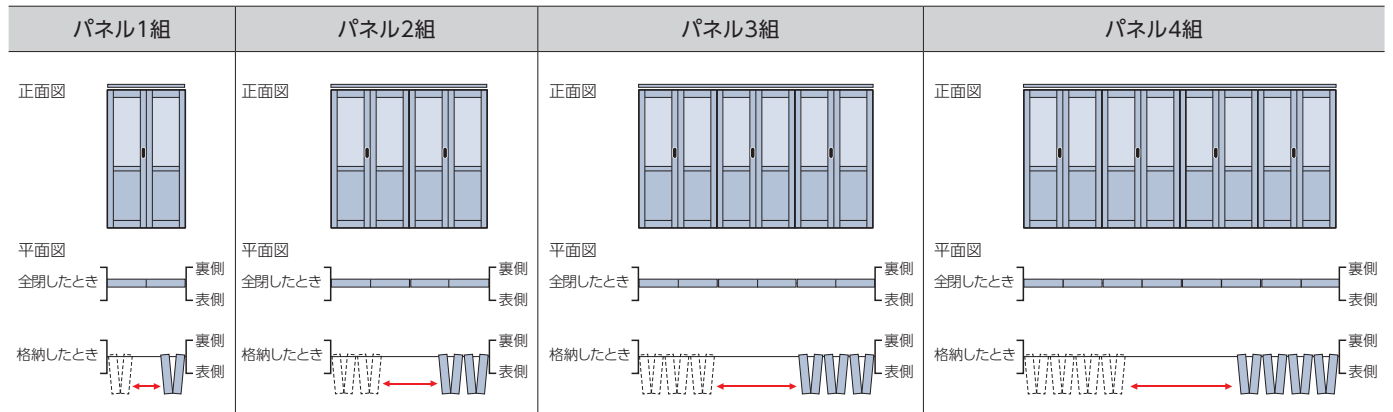 パネル1組
パネル2組
パネル3組
パネル4組
正面図
正面図
正面図
正面図
平面図
平面図
平面図
平面図
全閉したとき
裏側
表側
全閉したとき
裏側
表側
全閉したとき
裏側
表側
全閉したとき
裏側
表側
格納したとき
裏側
表側
格納したとき
裏側
表側
格納したとき
裏側
表側
格納したとき
裏側
表側